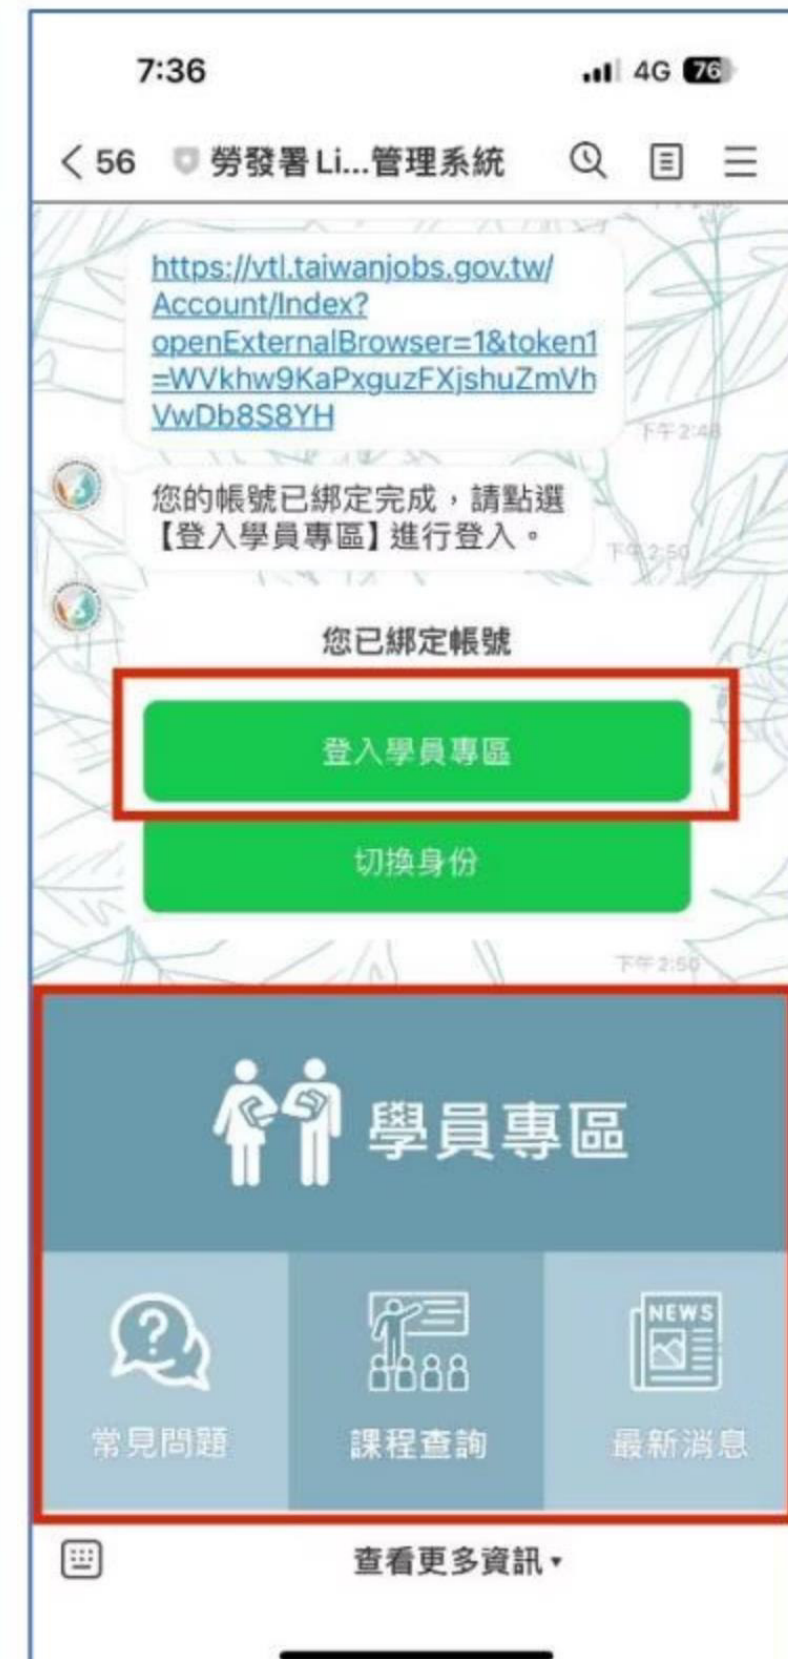 7:36 4G 76
56 勞發署 Li...管理系統
https://vtl.taiwanjobs.gov.tw/
Account/Index?
openExternalBrowser=1&token1
=WVkhw9KaPxguzFXjshuZmVh
VwDb8S8YH
下午 2:48
您的帳號已綁定完成，請點選
【登入學員專區】進行登入。
下午 2:50
您已綁定帳號
登入學員專區
切換身份
下午 2:50
學員專區
NEWS
常見問題 課程查詢 最新消息
查看更多資訊